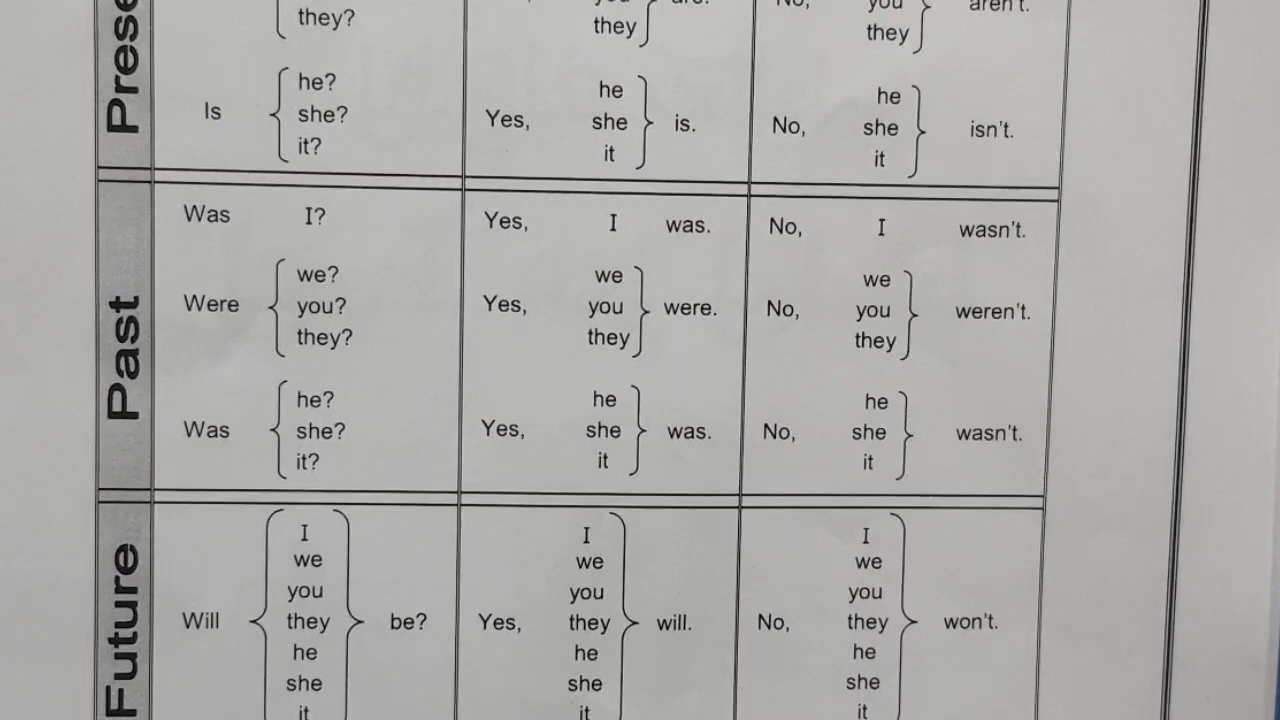 Prese
they?
they
No,
you
aren't.
they
Is
he?
she?
it?
Yes,
he
she
it
is.
No,
he
she
it
isn't.
Past
Was I? Yes, I was. No, I wasn't.
Were
we?
you?
they?
Yes,
we
you
they
were.
No,
we
you
they
weren't.
Was
he?
she?
it?
Yes,
he
she
it
was.
No,
he
she
it
wasn't.
Future
Will
I
we
you
they
he
she
it
be?
Yes,
I
we
you
they
he
she
it
will.
No,
I
we
you
they
he
she
it
won't.